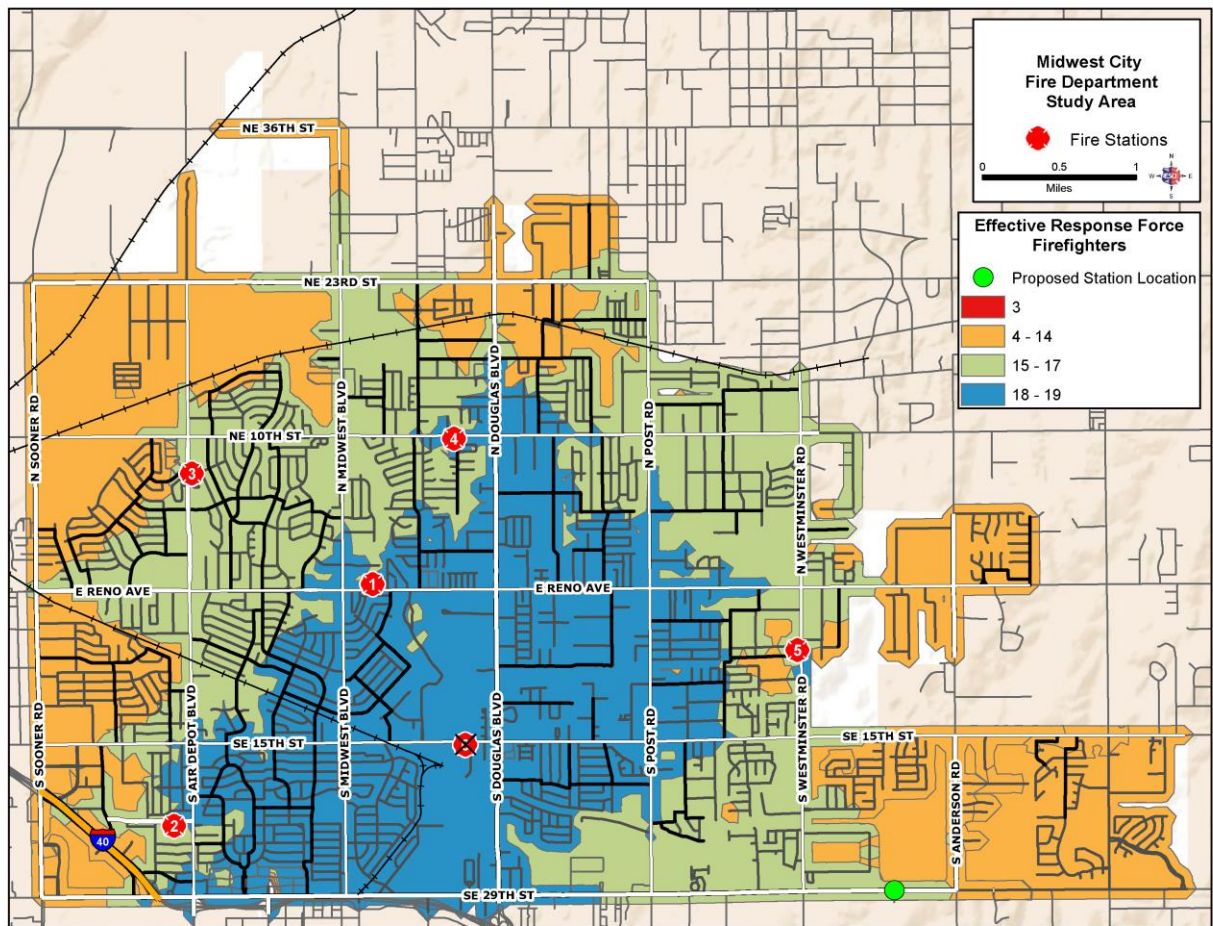 Midwest City
Fire Department
Study Area
Fire Stations
0 0.5 1
Miles
N
W E
S
Effective Response Force
Firefighters
Proposed Station Location
3
4 - 14
15 - 17
18 - 19
NE 36TH ST
NE 23RD ST
N SOONER RD
N MIDWEST BLVD
N DOUGLAS BLVD
N POST RD
NE 10TH ST
4
3
N WESTMINSTER RD
1
E RENO AVE
E RENO AVE
5
S SOONER RD
S AIR DEPOT BLVD
S MIDWEST BLVD
S DOUGLAS BLVD
S POST RD
S WESTMINSTER RD
SE 15TH ST
SE 15TH ST
S ANDERSON RD
2
40
SE 29TH ST